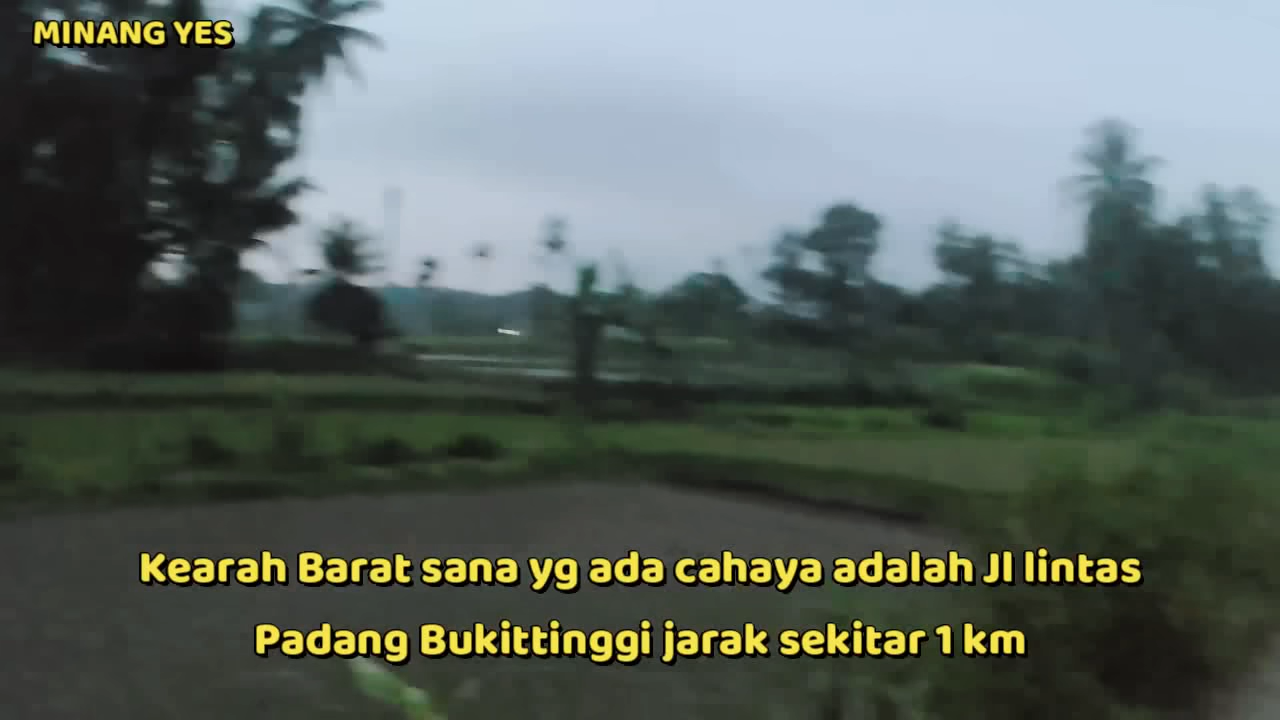 MINANG YES
Kearah Barat sana yg ada cahaya adalah Jl lintas
Padang Bukittinggi jarak sekitar 1 km